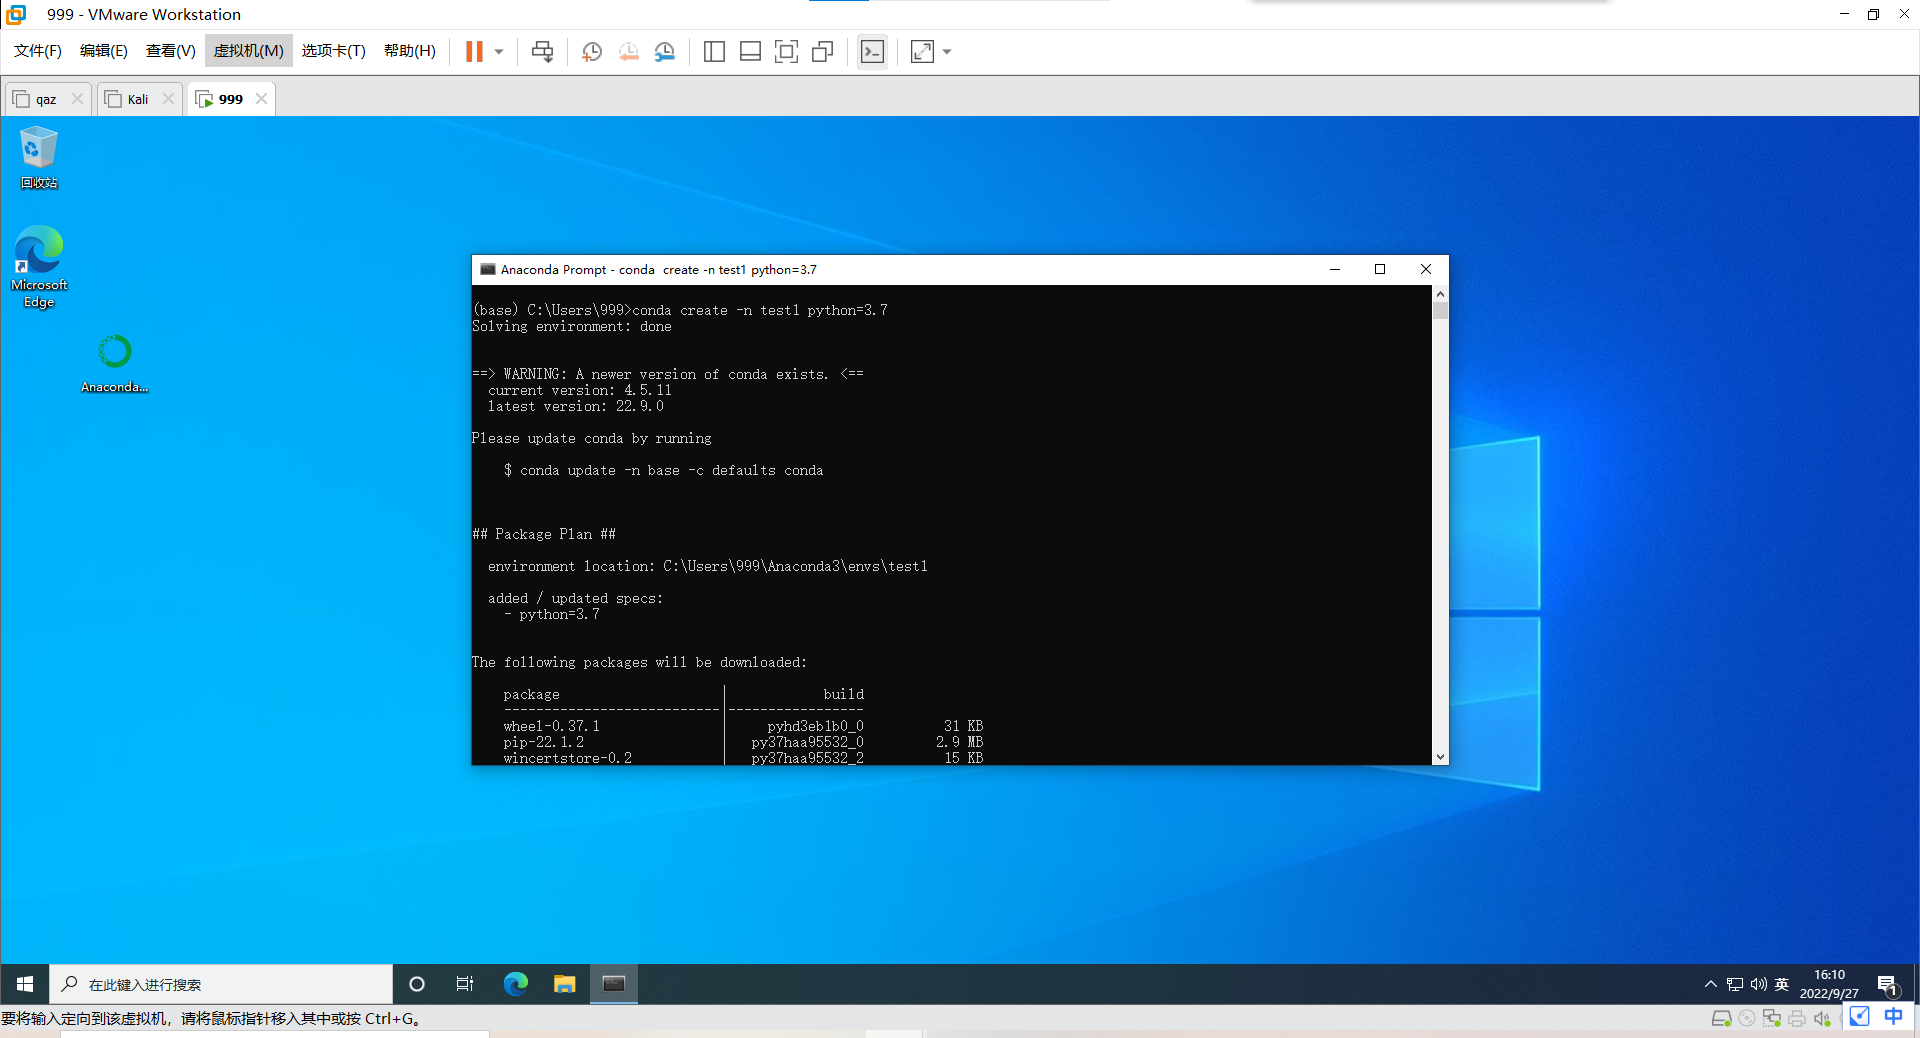 999 - VMware Workstation
文件(F) 编辑(E) 查看(V) 虚拟机(M) 选项卡(T) 帮助(H)
qaz Kali 999
回收站
Microsoft
Edge
Anaconda...
Anaconda Prompt - conda  create -n test1 python=3.7
(base) C:\Users\999>conda create -n test1 python=3.7
Solving environment: done
==> WARNING: A newer version of conda exists. <==
current version: 4.5.11
latest version: 22.9.0
Please update conda by running
$ conda update -n base -c defaults conda
## Package Plan ##
environment location: C:\Users\999\Anaconda3\envs\test1
added / updated specs:
- python=3.7
The following packages will be downloaded:
package | build
---------------------------|-----------------
wheel-0.37.1 | pyhd3eb1b0_0 31 KB
pip-22.1.2 | py37haa95532_0 2.9 MB
wincertstore-0.2 | py37haa95532_2 15 KB
在此键入进行搜索
英
16:10
2022/9/27
1
要将输入定向到该虚拟机，请将鼠标指针移入其中或按 Ctrl+G。
中